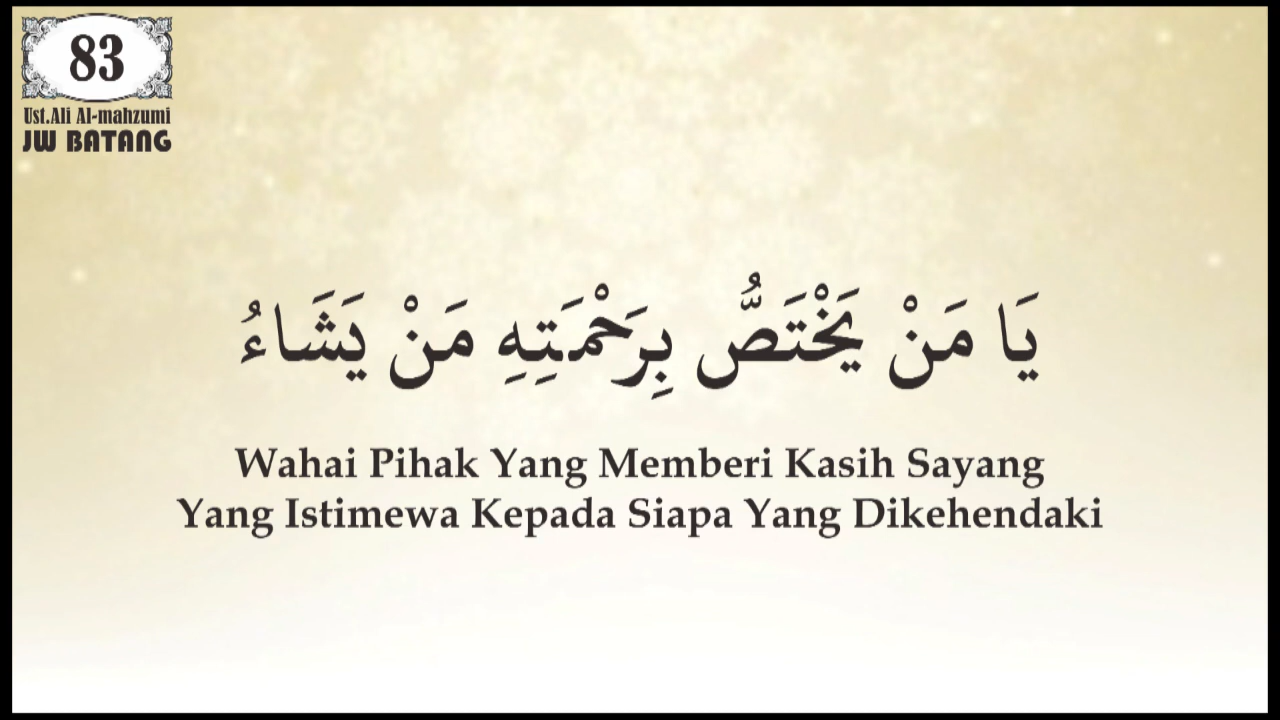 83
Ust.Ali Al-mahzumi
JW BATANG
يَا مَنْ يَخْتَصُّ بِرَحْمَتِهِ مَنْ يَشَاءُ
Wahai Pihak Yang Memberi Kasih Sayang
Yang Istimewa Kepada Siapa Yang Dikehendaki